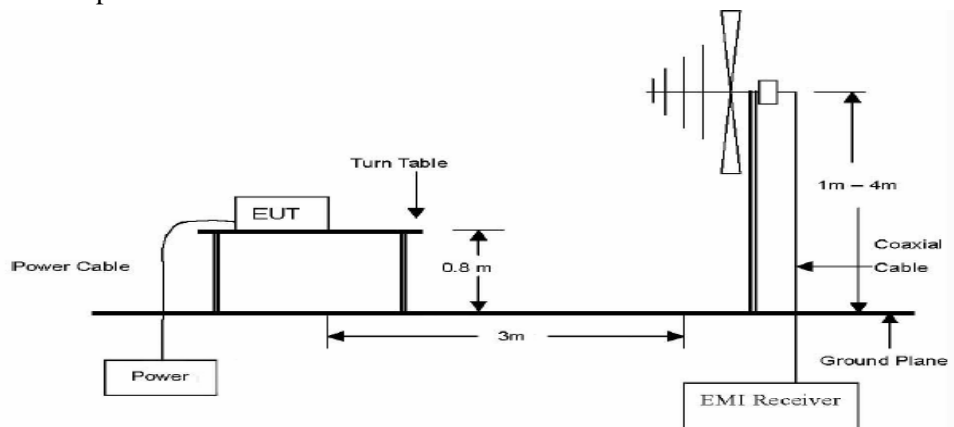 Turn Table
EUT
1m – 4m
Power Cable
0.8 m
Coaxial
Cable
3m
Ground Plane
Power
EMI Receiver